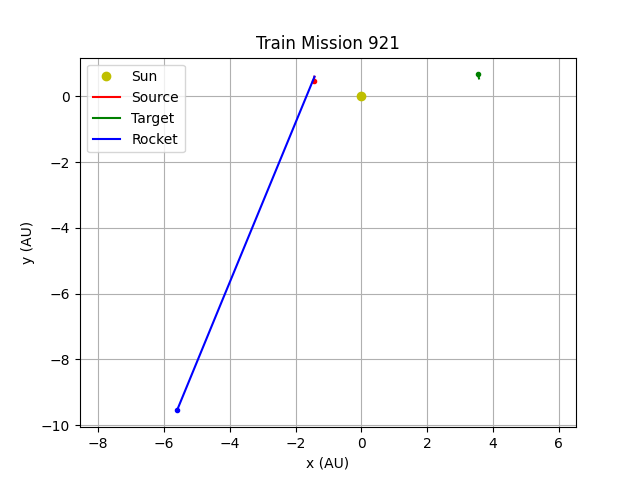 Train Mission 921
Sun
Source
Target
Rocket
y (AU)
0
−2
−4
−6
−8
−10
−8
−6
−4
−2
0
2
4
6
x (AU)